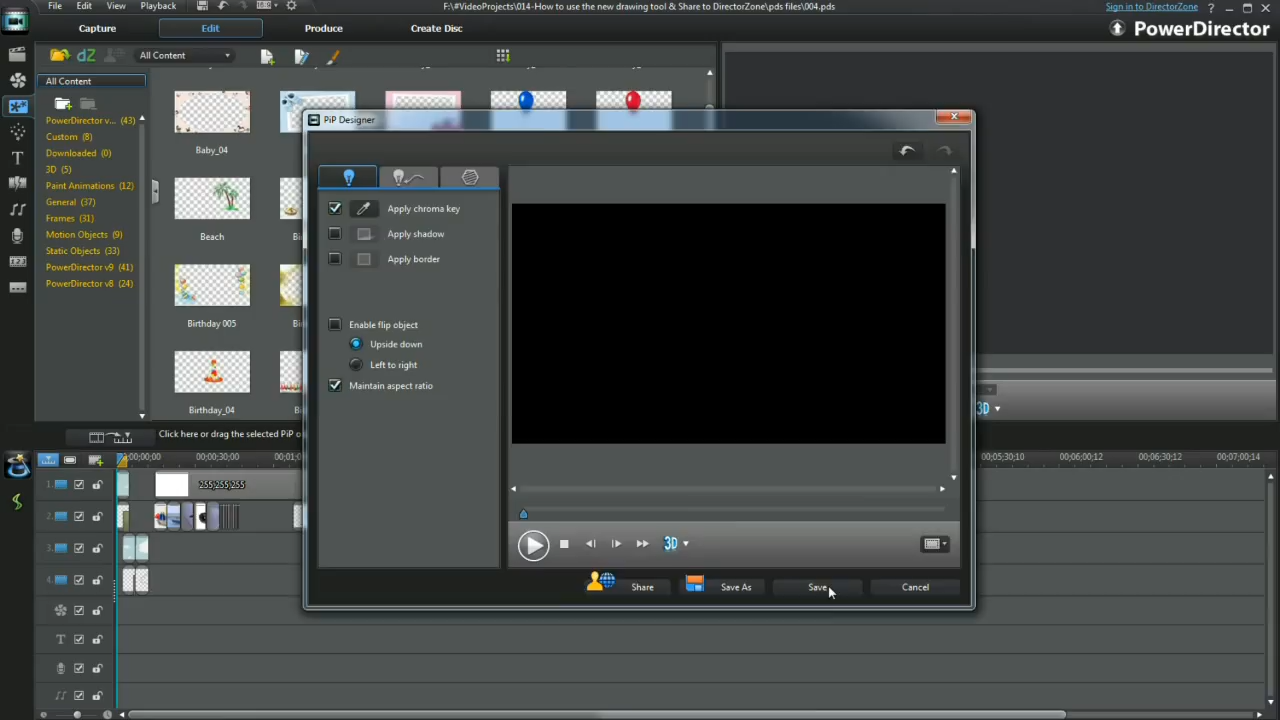 File Edit View Playback
F:\#VideoProjects\014-How to use the new drawing tool & Share to DirectorZone\pds files\004.pds
Sign in to DirectorZone ?
Capture Edit Produce Create Disc
PowerDirector
dZ All Content
All Content
PowerDirector v... (43)
Custom (8)
Downloaded (0)
3D (5)
Paint Animations (12)
General (37)
Frames (31)
Motion Objects (9)
Static Objects (33)
PowerDirector v9 (41)
PowerDirector v8 (24)
Baby_04
Beach
Birthday 005
Birthday_04
PiP Designer
Apply chroma key
Apply shadow
Apply border
Enable flip object
Upside down
Left to right
Maintain aspect ratio
3D
Share Save As Save Cancel
3D
Click here or drag the selected PiP o
00;00;00;00 00;00;30;00 00;05;30;10 00;06;00;12 00;06;30;12 00;07;00;14
1.
255;255;255
2.
3.
4.
T